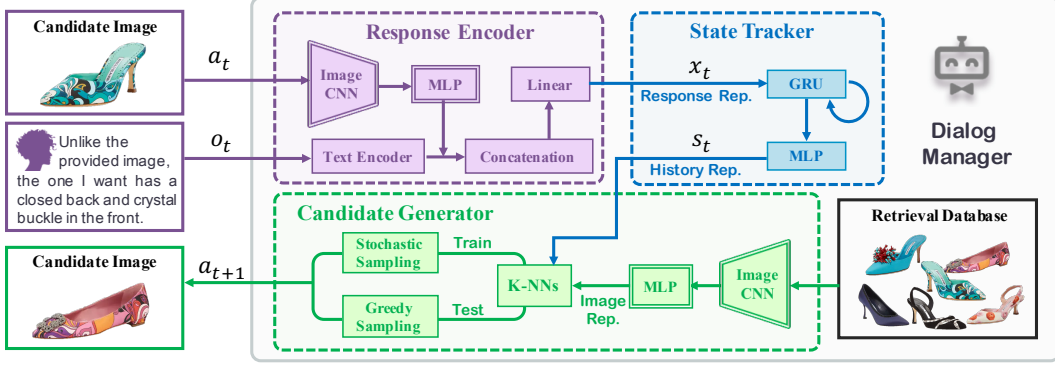 Candidate Image
a_t
Unlike the
provided image,
the one I want has a
closed back and crystal
buckle in the front.
o_t
Candidate Image
a_{t+1}
Response Encoder
Image
CNN
MLP
Linear
Text Encoder
Concatenation
State Tracker
x_t
Response Rep.
GRU
s_t
History Rep.
MLP
Dialog
Manager
Candidate Generator
Stochastic
Sampling
Train
Greedy
Sampling
Test
K-NNs
Image
Rep.
MLP
Image
CNN
Retrieval Database